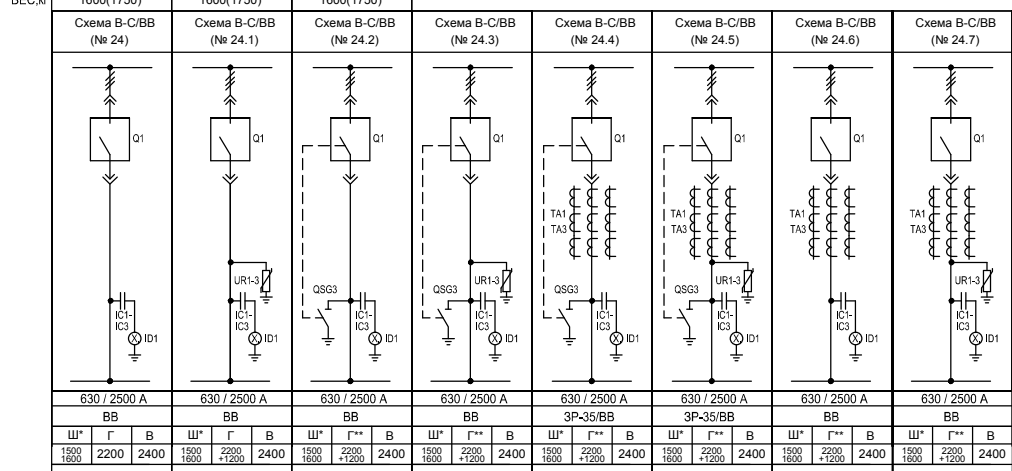 ВЕС,кг 1600(1750) 1600(1750) 1600(1750)
Схема В-С/ВВ Схема В-С/ВВ Схема В-С/ВВ Схема В-С/ВВ Схема В-С/ВВ Схема В-С/ВВ Схема В-С/ВВ Схема В-С/ВВ
(№ 24) (№ 24.1) (№ 24.2) (№ 24.3) (№ 24.4) (№ 24.5) (№ 24.6) (№ 24.7)
Q1 Q1 Q1 Q1 Q1 Q1 Q1 Q1
TA1 TA1 TA1 TA1
TA3 TA3 TA3 TA3
UR1-3 UR1-3 UR1-3 UR1-3
QSG3 QSG3 QSG3 QSG3
IC1- IC1- IC1- IC1- IC1- IC1- IC1- IC1-
IC3 IC3 IC3 IC3 IC3 IC3 IC3 IC3
ID1 ID1 ID1 ID1 ID1 ID1 ID1 ID1
630 / 2500 А 630 / 2500 А 630 / 2500 А 630 / 2500 А 630 / 2500 А 630 / 2500 А 630 / 2500 А 630 / 2500 А
ВВ ВВ ВВ ВВ ЗР-35/ВВ ЗР-35/ВВ ВВ ВВ
Ш* Г В Ш* Г В Ш* Г** В Ш* Г** В Ш* Г** В Ш* Г** В Ш* Г** В Ш* Г** В
1500 1500 2200 1500 2200 1500 2200 1500 2200 1500 2200 1500 2200 1500 2200
1600 2200 2400 1600 +1200 2400 1600 +1200 2400 1600 +1200 2400 1600 +1200 2400 1600 +1200 2400 1600 +1200 2400 1600 +1200 2400